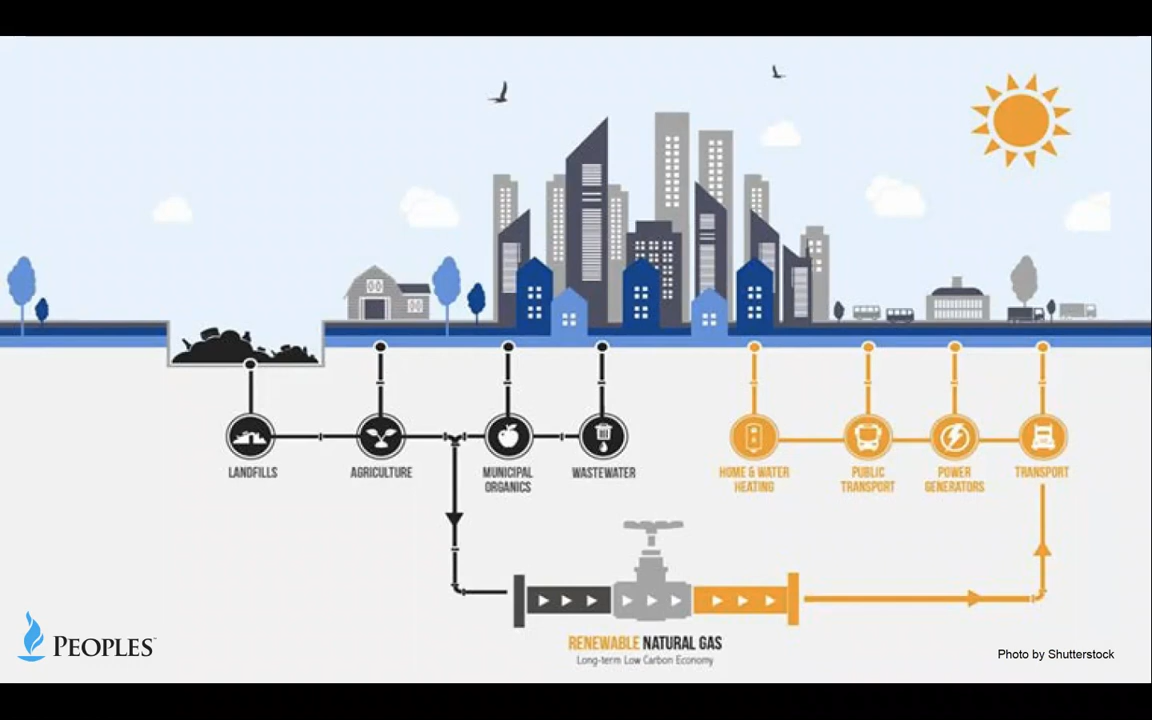 LANDFILLS
AGRICULTURE
MUNICIPAL
ORGANICS
WASTEWATER
HOME & WATER
HEATING
PUBLIC
TRANSPORT
POWER
GENERATORS
TRANSPORT
RENEWABLE NATURAL GAS
Long-term Low Carbon Economy
PEOPLES™
Photo by Shutterstock